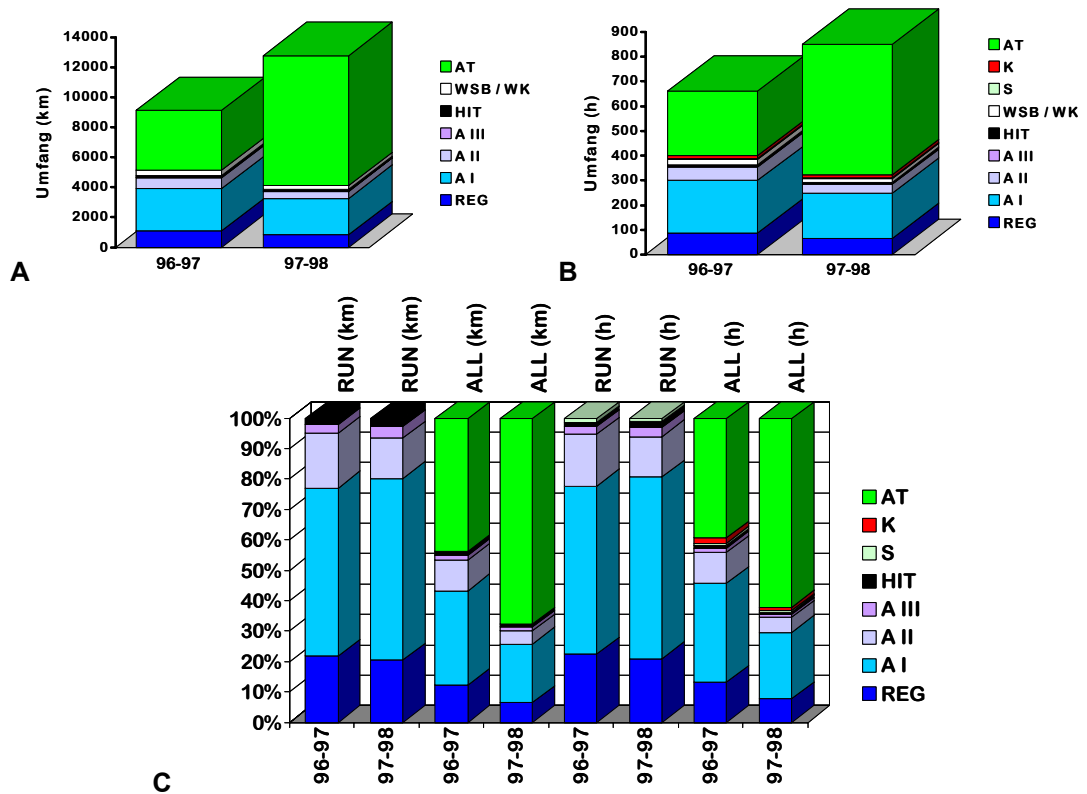 14000
12000
10000
8000
6000
4000
2000
0
Umfang (km)
96-97
97-98
AT
WSB / WK
HIT
A III
A II
A I
REG
A
900
800
700
600
500
400
300
200
100
0
Umfang (h)
96-97
97-98
AT
K
S
WSB / WK
HIT
A III
A II
A I
REG
B
RUN (km)
RUN (km)
ALL (km)
ALL (km)
RUN (h)
RUN (h)
ALL (h)
ALL (h)
100%
90%
80%
70%
60%
50%
40%
30%
20%
10%
0%
96-97
97-98
96-97
97-98
96-97
97-98
96-97
97-98
AT
K
S
HIT
A III
A II
A I
REG
C